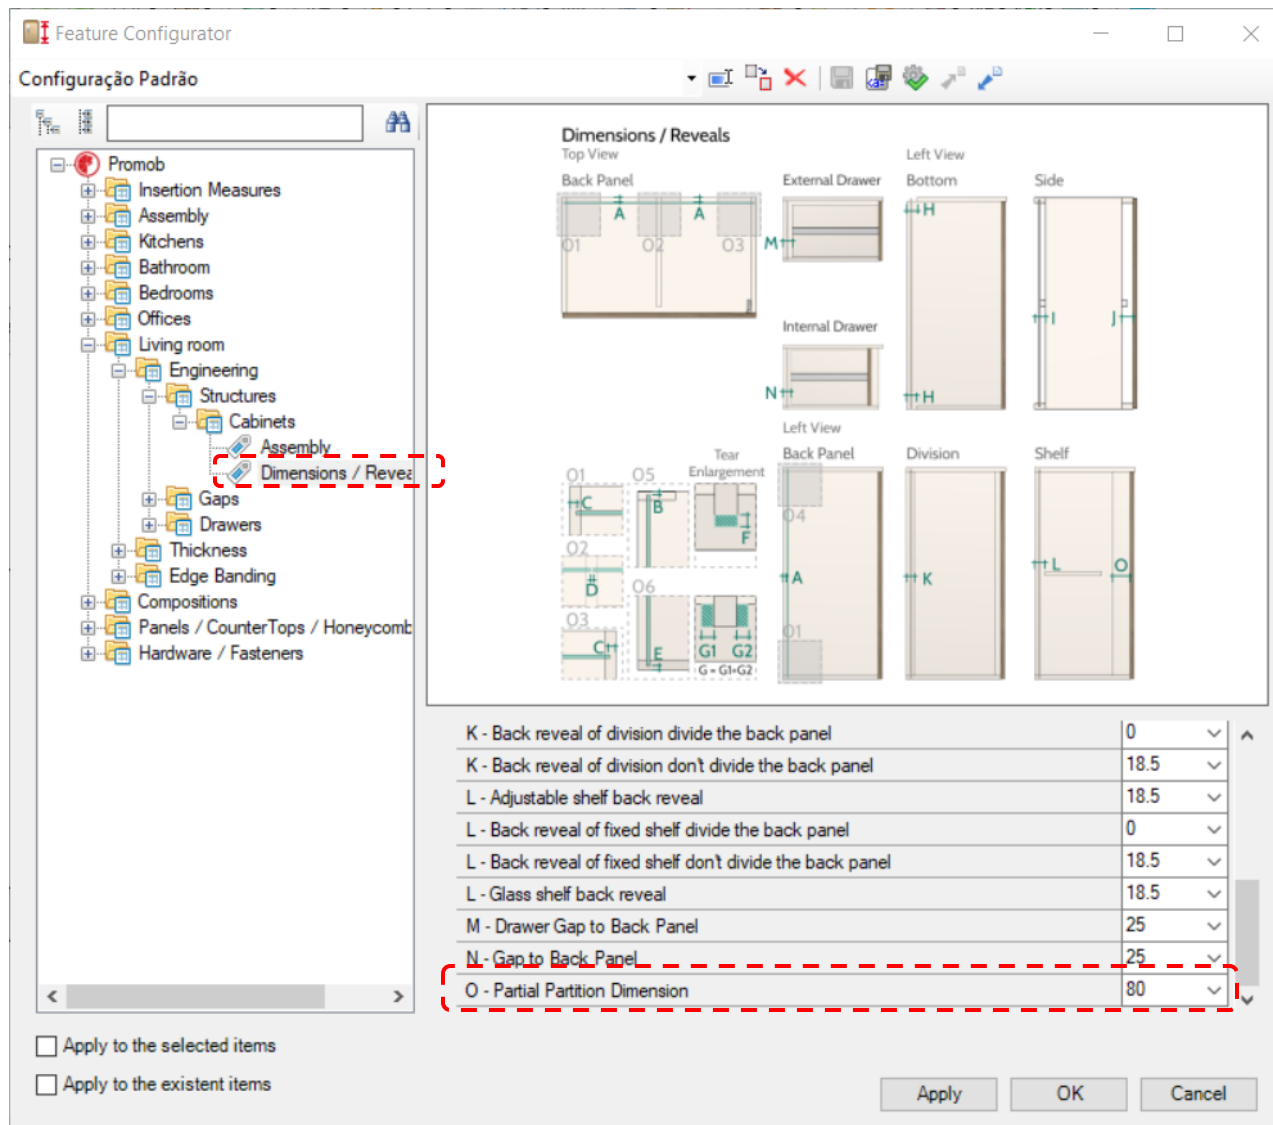 Feature Configurator
Configuração Padrão
Promob
Insertion Measures
Assembly
Kitchens
Bathroom
Bedrooms
Offices
Living room
Engineering
Structures
Cabinets
Assembly
Dimensions / Revea
Gaps
Drawers
Thickness
Edge Banding
Compositions
Panels / CounterTops / Honeycomb
Hardware / Fasteners
Dimensions / Reveals
Top View
Left View
Back Panel
External Drawer
Bottom
Side
A
A
O1
O2
O3
M
H
Internal Drawer
I
J
N
H
Left View
Tear
Enlargement
Back Panel
Division
Shelf
O1
O5
C
B
F
O4
O2
D
O6
A
K
L
O
O3
C
E
G1
G2
G = G1+G2
O1
K - Back reveal of division divide the back panel 0
K - Back reveal of division don't divide the back panel 18.5
L - Adjustable shelf back reveal 18.5
L - Back reveal of fixed shelf divide the back panel 0
L - Back reveal of fixed shelf don't divide the back panel 18.5
L - Glass shelf back reveal 18.5
M - Drawer Gap to Back Panel 25
N - Gap to Back Panel 25
O - Partial Partition Dimension 80
Apply to the selected items
Apply to the existent items
Apply
OK
Cancel